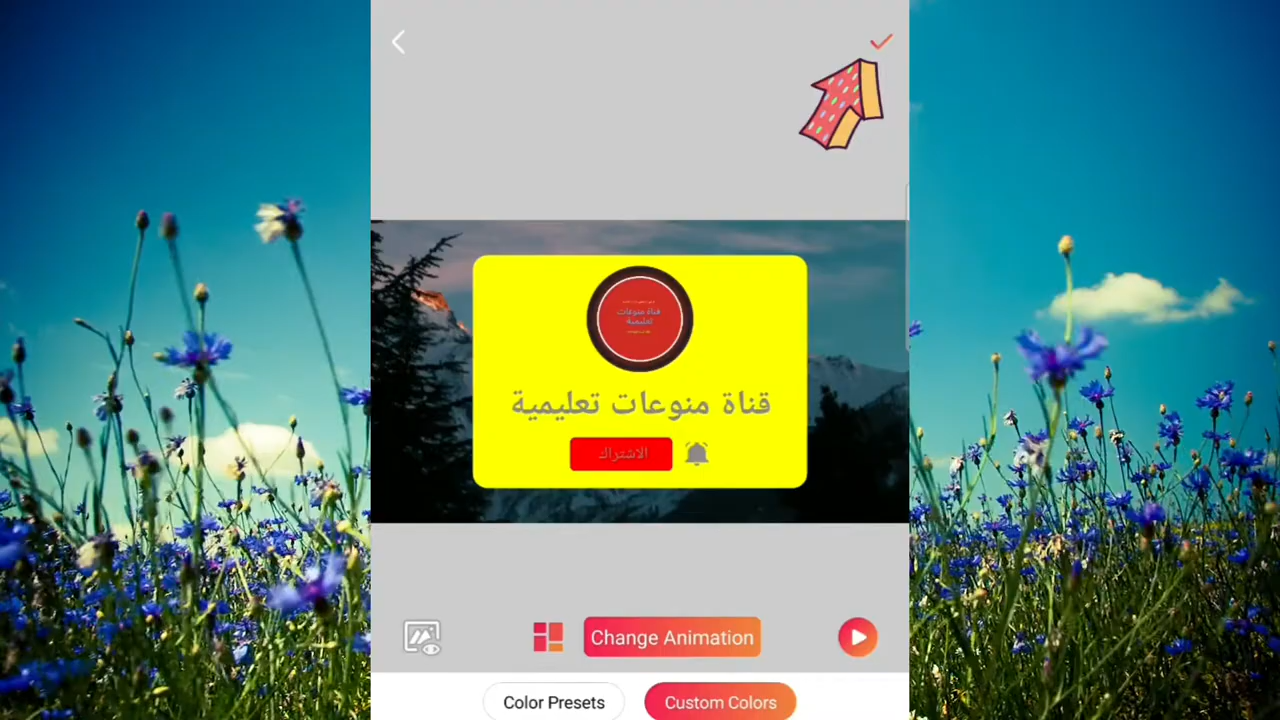 قناة منوعات
تعليمية
قناة منوعات تعليمية
الاشتراك
Change Animation
Color Presets
Custom Colors